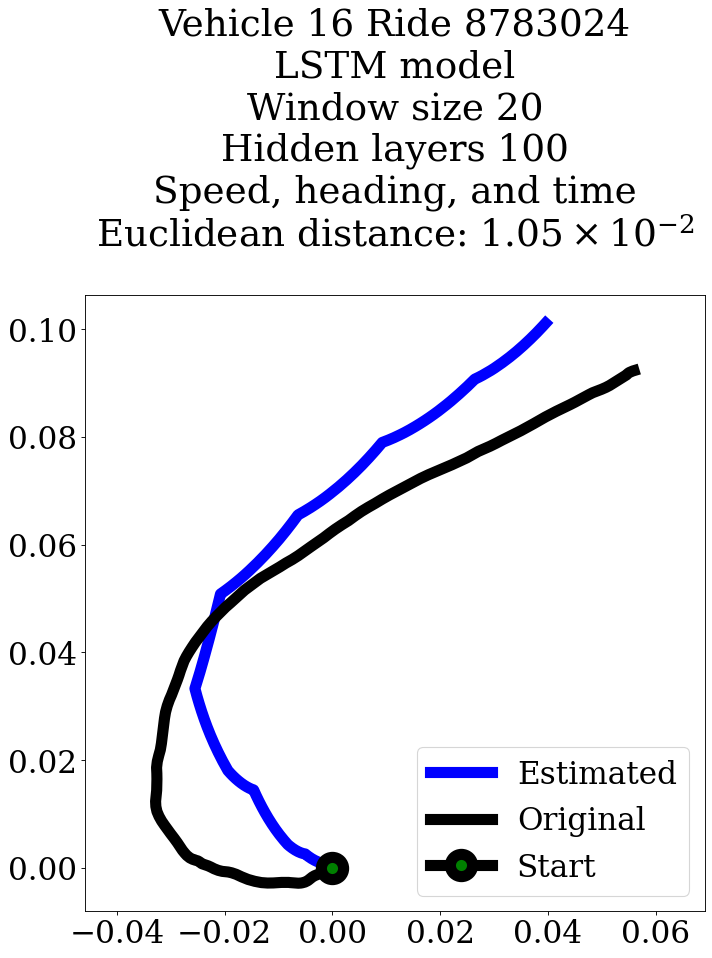 Vehicle 16 Ride 8783024
LSTM model
Window size 20
Hidden layers 100
Speed, heading, and time
Euclidean distance: 1.05 × 10⁻²
0.10
0.08
0.06
0.04
0.02
0.00
Estimated
Original
Start
−0.04 −0.02 0.00 0.02 0.04 0.06